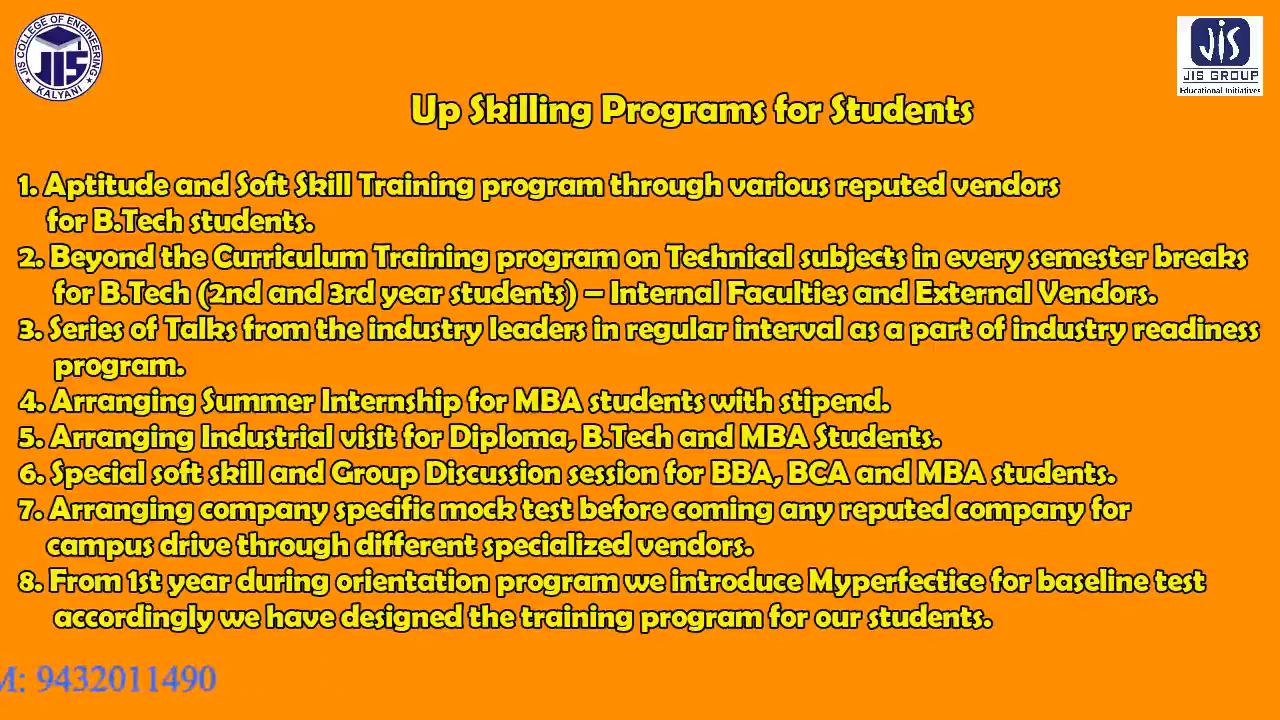 JIS COLLEGE OF ENGINEERING
JIS
KALYANI
JIS
JIS GROUP
Educational Initiatives
Up Skilling Programs for Students
1. Aptitude and Soft Skill Training program through various reputed vendors
for B.Tech students.
2. Beyond the Curriculum Training program on Technical subjects in every semester breaks
for B.Tech (2nd and 3rd year students) – Internal Faculties and External Vendors.
3. Series of Talks from the industry leaders in regular interval as a part of industry readiness
program.
4. Arranging Summer Internship for MBA students with stipend.
5. Arranging Industrial visit for Diploma, B.Tech and MBA Students.
6. Special soft skill and Group Discussion session for BBA, BCA and MBA students.
7. Arranging company specific mock test before coming any reputed company for
campus drive through different specialized vendors.
8. From 1st year during orientation program we introduce Myperfectice for baseline test
accordingly we have designed the training program for our students.
M: 9432011490